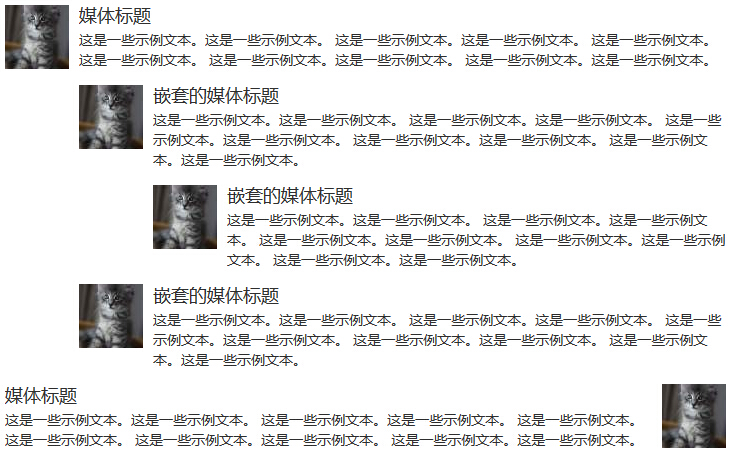 媒体标题
这是一些示例文本。这是一些示例文本。 这是一些示例文本。这是一些示例文本。 这是一些示例文本。
这是一些示例文本。 这是一些示例文本。这是一些示例文本。 这是一些示例文本。这是一些示例文本。
嵌套的媒体标题
这是一些示例文本。这是一些示例文本。 这是一些示例文本。这是一些示例文本。 这是一些
示例文本。这是一些示例文本。 这是一些示例文本。这是一些示例文本。 这是一些示例文
本。这是一些示例文本。
嵌套的媒体标题
这是一些示例文本。这是一些示例文本。 这是一些示例文本。这是一些示例文
本。 这是一些示例文本。这是一些示例文本。 这是一些示例文本。这是一些示例
文本。 这是一些示例文本。这是一些示例文本。
嵌套的媒体标题
这是一些示例文本。这是一些示例文本。 这是一些示例文本。这是一些示例文本。 这是一些
示例文本。这是一些示例文本。 这是一些示例文本。这是一些示例文本。 这是一些示例文
本。这是一些示例文本。
媒体标题
这是一些示例文本。这是一些示例文本。 这是一些示例文本。这是一些示例文本。 这是一些示例文本。
这是一些示例文本。 这是一些示例文本。这是一些示例文本。 这是一些示例文本。这是一些示例文本。